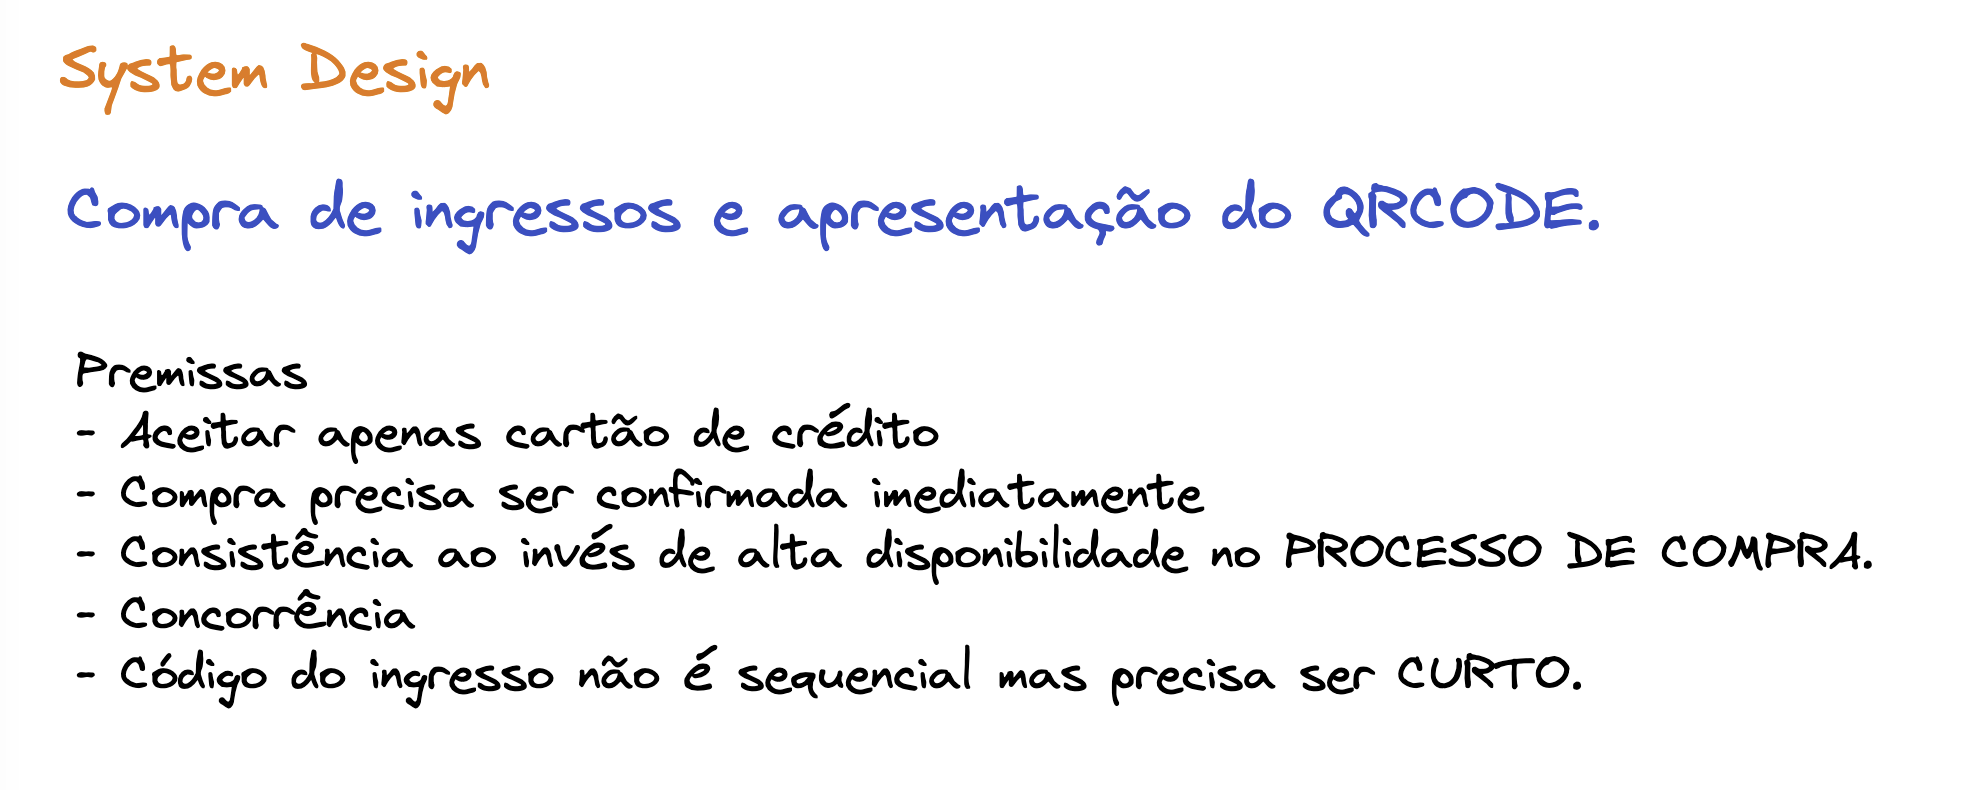 System Design
Compra de ingressos e apresentação do QRCODE.
Premissas
- Aceitar apenas cartão de crédito
- Compra precisa ser confirmada imediatamente
- Consistência ao invés de alta disponibilidade no PROCESSO DE COMPRA.
- Concorrência
- Código do ingresso não é sequencial mas precisa ser CURTO.